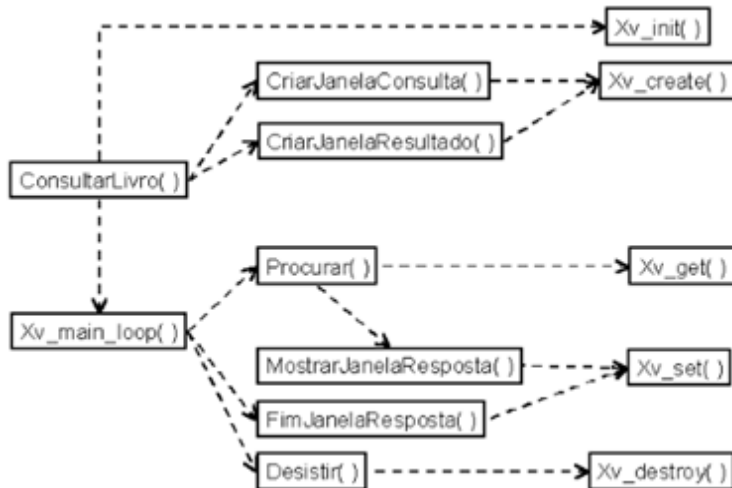 Xv_init( )
CriarJanelaConsulta( )
Xv_create( )
CriarJanelaResultado( )
ConsultarLivro( )
Procurar( )
Xv_get( )
Xv_main_loop( )
MostrarJanelaResposta( )
Xv_set( )
FimJanelaResposta( )
Desistir( )
Xv_destroy( )